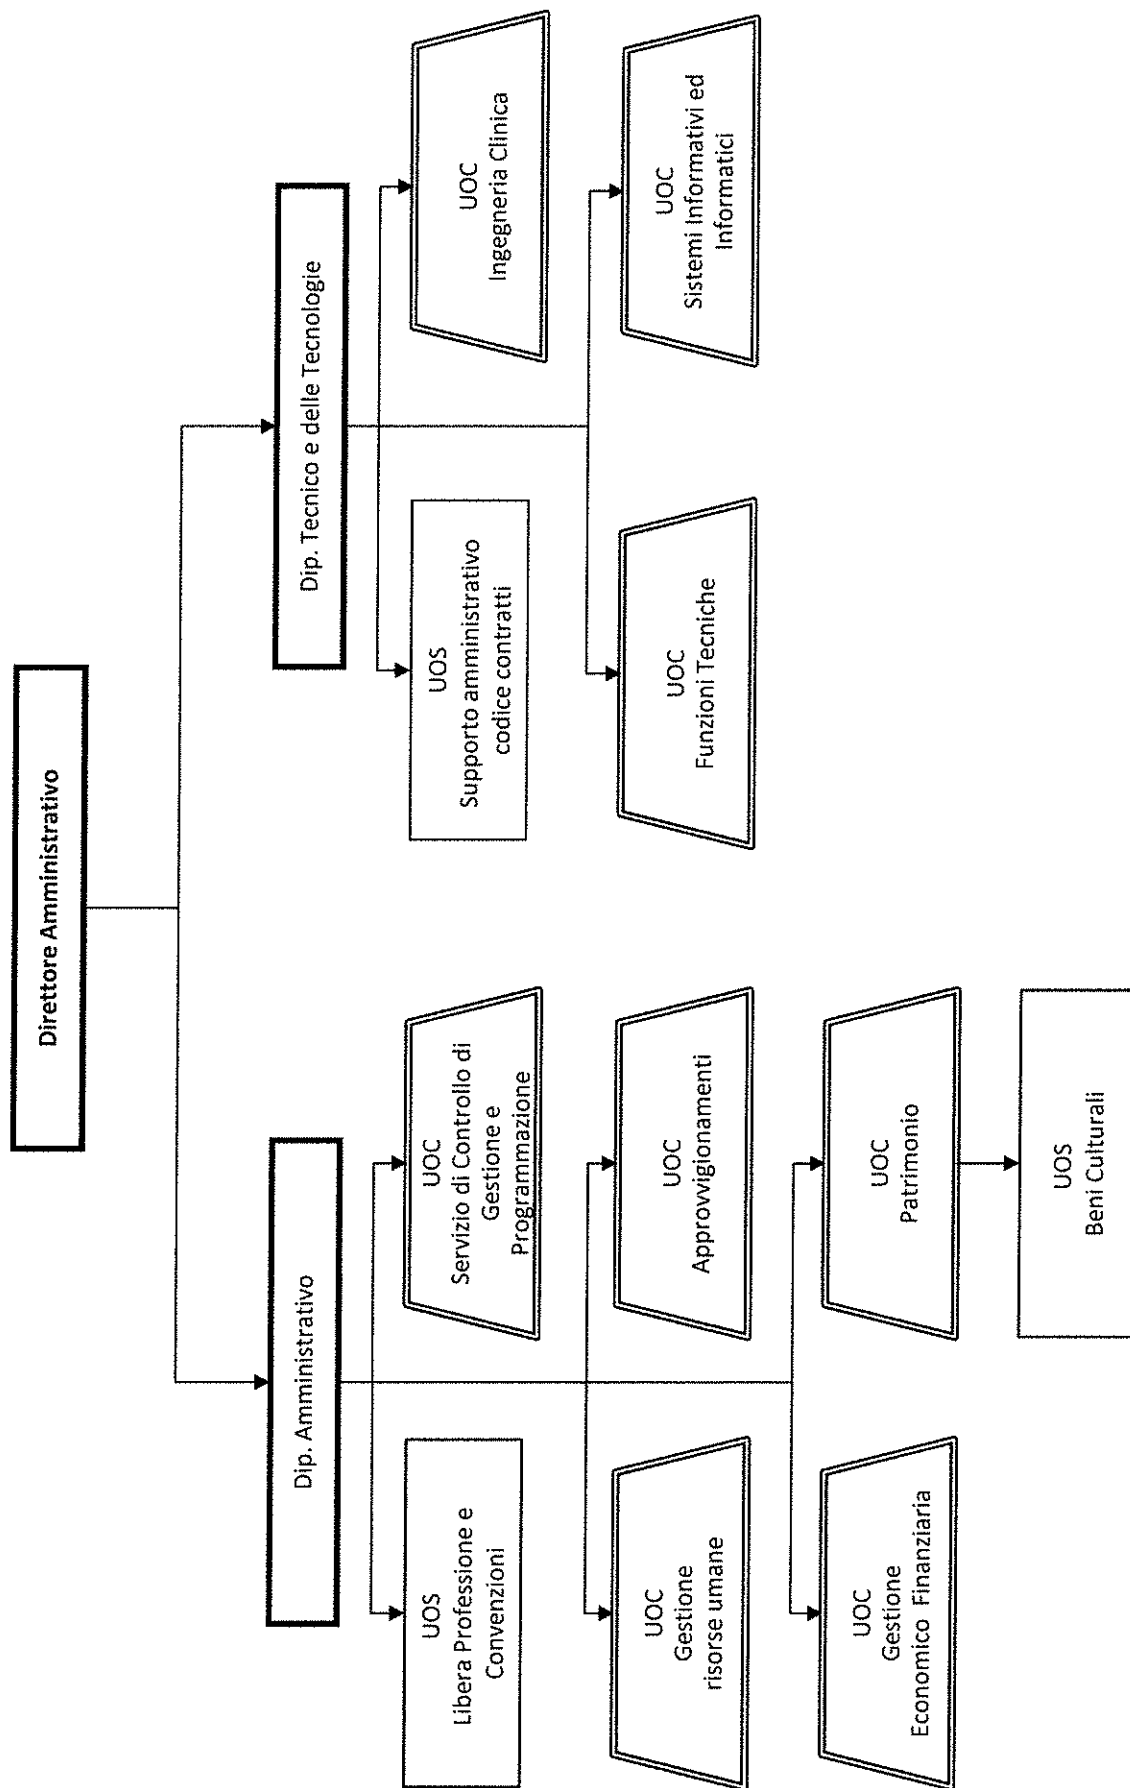 Direttore Amministrativo
Dip. Amministrativo
Dip. Tecnico e delle Tecnologie
UOS
Libera Professione e
Convenzioni
UOC
Servizio di Controllo di
Gestione e
Programmazione
UOS
Supporto amministrativo
codice contratti
UOC
Ingegneria Clinica
UOC
Gestione
risorse umane
UOC
Approvvigionamenti
UOC
Funzioni Tecniche
UOC
Sistemi Informativi ed
Informatici
UOC
Gestione
Economico Finanziaria
UOC
Patrimonio
UOS
Beni Culturali